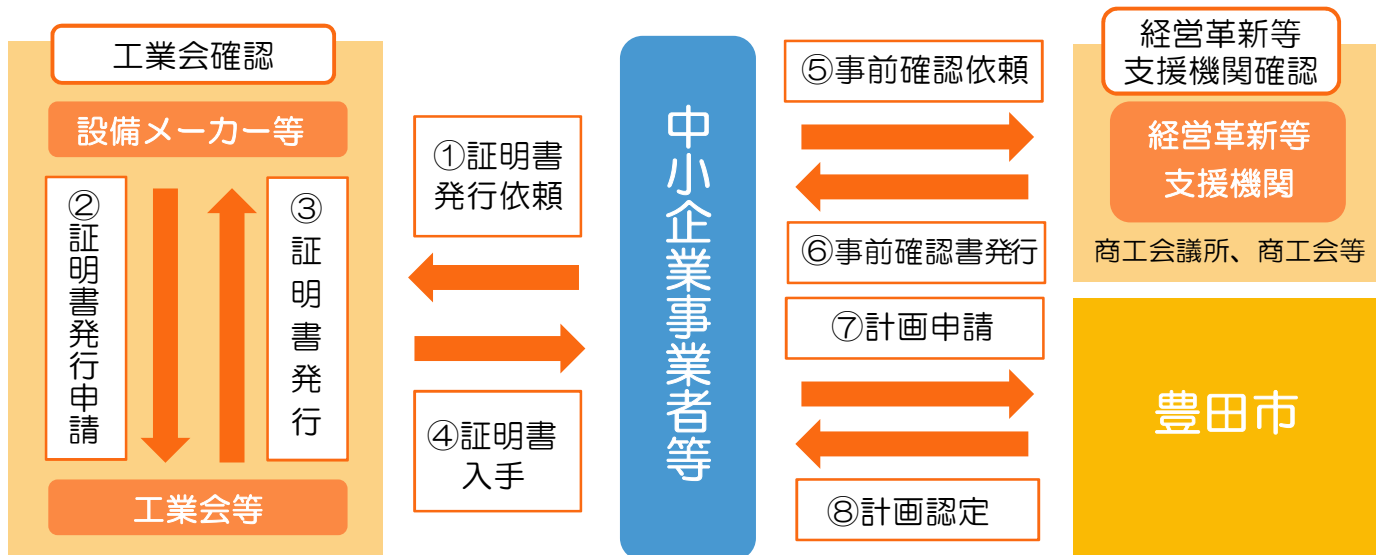 工業会確認
設備メーカー等
②証明書発行申請
③証明書発行
工業会等
①証明書
発行依頼
④証明書
入手
中小企業事業者等
⑤事前確認依頼
⑥事前確認書発行
⑦計画申請
⑧計画認定
経営革新等
支援機関確認
経営革新等
支援機関
商工会議所、商工会等
豊田市